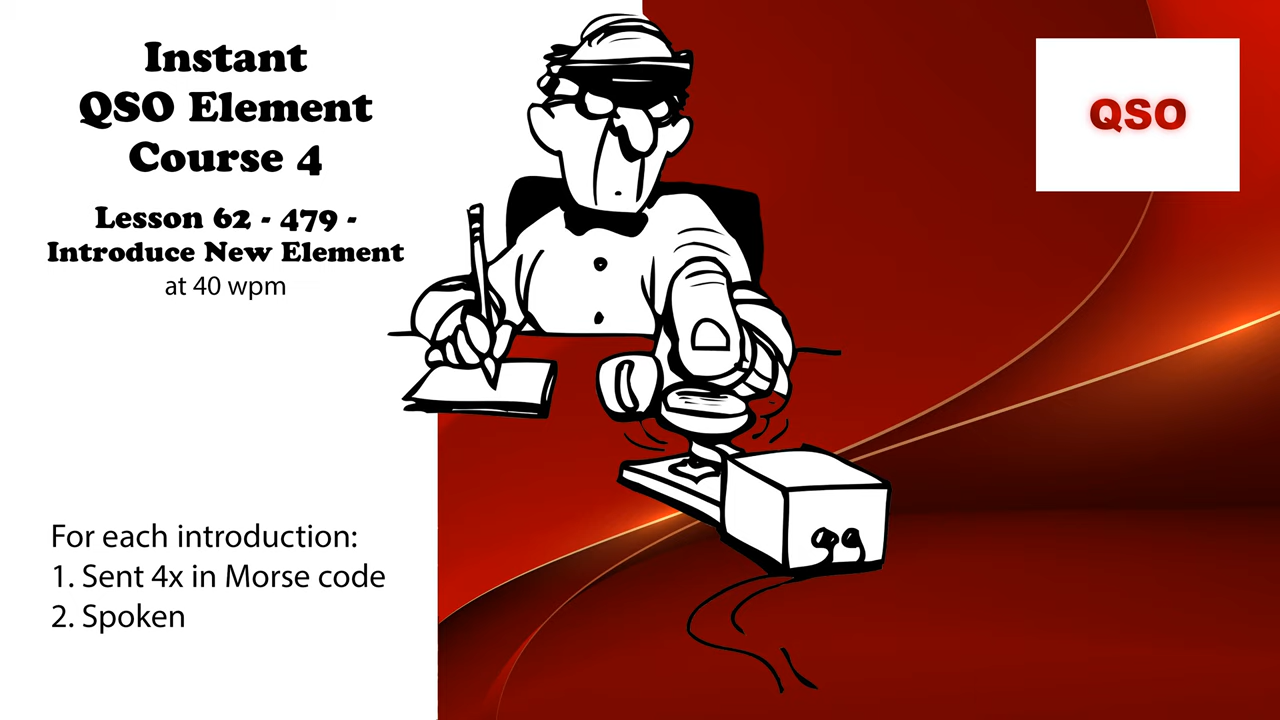 Instant
QSO Element
Course 4
Lesson 62 - 479 -
Introduce New Element
at 40 wpm
QSO
For each introduction:
1. Sent 4x in Morse code
2. Spoken